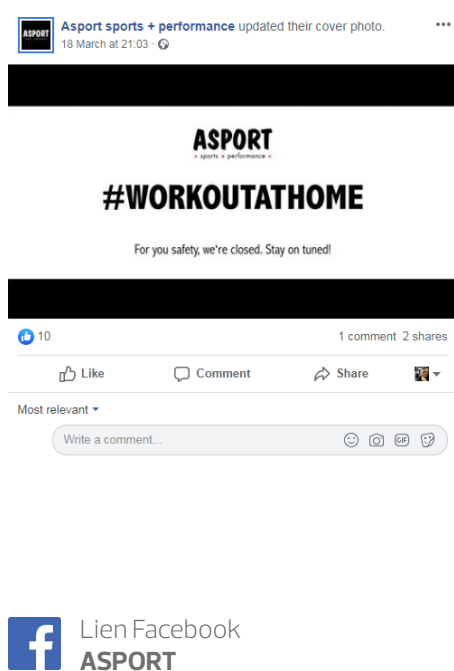 ASPORT
Asport sports + performance updated their cover photo.
18 March at 21:03 ·
ASPORT
> sports + performance <
#WORKOUTATHOME
For you safety, we're closed. Stay on tuned!
10
1 comment 2 shares
Like Comment Share
Most relevant
Write a comment...
GIF
f
Lien Facebook
ASPORT